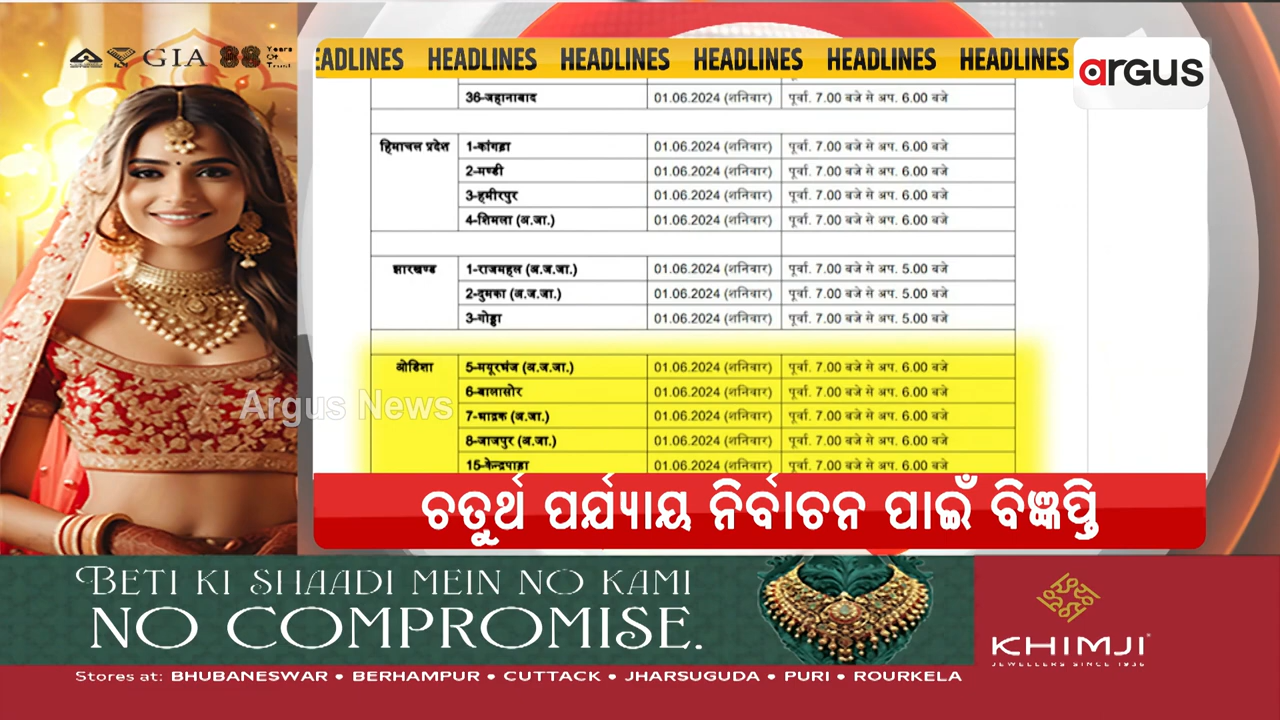 GIA 88 Years Of Trust
EADLINES HEADLINES HEADLINES HEADLINES HEADLINES HEADLINES
argus
36-जहानाबाद 01.06.2024 (शनिवार) पूर्वा. 7.00 बजे से अप. 6.00 बजे
हिमाचल प्रदेश 1-कांगड़ा 01.06.2024 (शनिवार) पूर्वा. 7.00 बजे से अप. 6.00 बजे
2-मण्डी 01.06.2024 (शनिवार) पूर्वा. 7.00 बजे से अप. 6.00 बजे
3-हमीरपुर 01.06.2024 (शनिवार) पूर्वा. 7.00 बजे से अप. 6.00 बजे
4-शिमला (अ.जा.) 01.06.2024 (शनिवार) पूर्वा. 7.00 बजे से अप. 6.00 बजे
झारखण्ड 1-राजमहल (अ.ज.जा.) 01.06.2024 (शनिवार) पूर्वा. 7.00 बजे से अप. 5.00 बजे
2-दुमका (अ.ज.जा.) 01.06.2024 (शनिवार) पूर्वा. 7.00 बजे से अप. 5.00 बजे
3-गोड्डा 01.06.2024 (शनिवार) पूर्वा. 7.00 बजे से अप. 5.00 बजे
ओडिशा 5-मयूरभंज (अ.ज.जा.) 01.06.2024 (शनिवार) पूर्वा. 7.00 बजे से अप. 6.00 बजे
6-बालासोर 01.06.2024 (शनिवार) पूर्वा. 7.00 बजे से अप. 6.00 बजे
Argus News
7-भाद्रक (अ.जा.) 01.06.2024 (शनिवार) पूर्वा. 7.00 बजे से अप. 6.00 बजे
8-जाजपुर (अ.जा.) 01.06.2024 (शनिवार) पूर्वा. 7.00 बजे से अप. 6.00 बजे
15-केन्द्रपाड़ा 01.06.2024 (शनिवार) पूर्वा. 7.00 बजे से अप. 6.00 बजे
ଚତୁର୍ଥ ପର୍ଯ୍ୟାୟ ନିର୍ବାଚନ ପାଇଁ ବିଜ୍ଞପ୍ତି
BETI KI SHAADI MEIN NO KAMI
NO COMPROMISE.
KHIMJI
JEWELLERS SINCE 1936
Stores at: BHUBANESWAR • BERHAMPUR • CUTTACK • JHARSUGUDA • PURI • ROURKELA